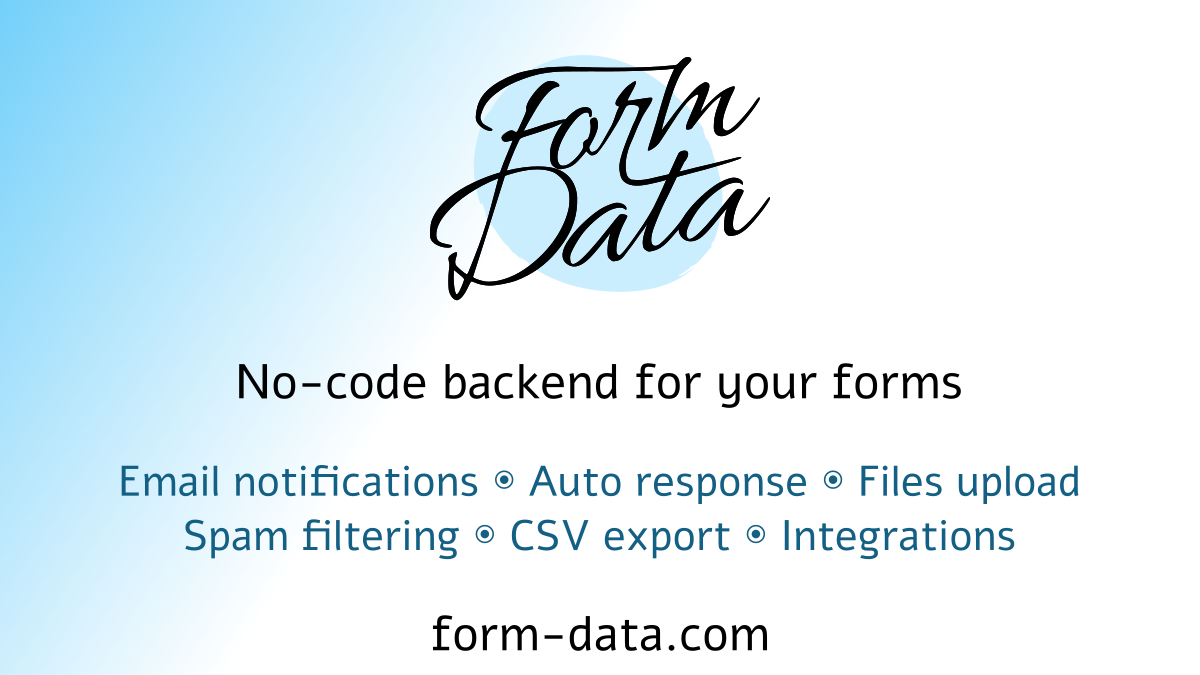 Form
Data
No-code backend for your forms
Email notifications ⦿ Auto response ⦿ Files upload
Spam filtering ⦿ CSV export ⦿ Integrations
form-data.com